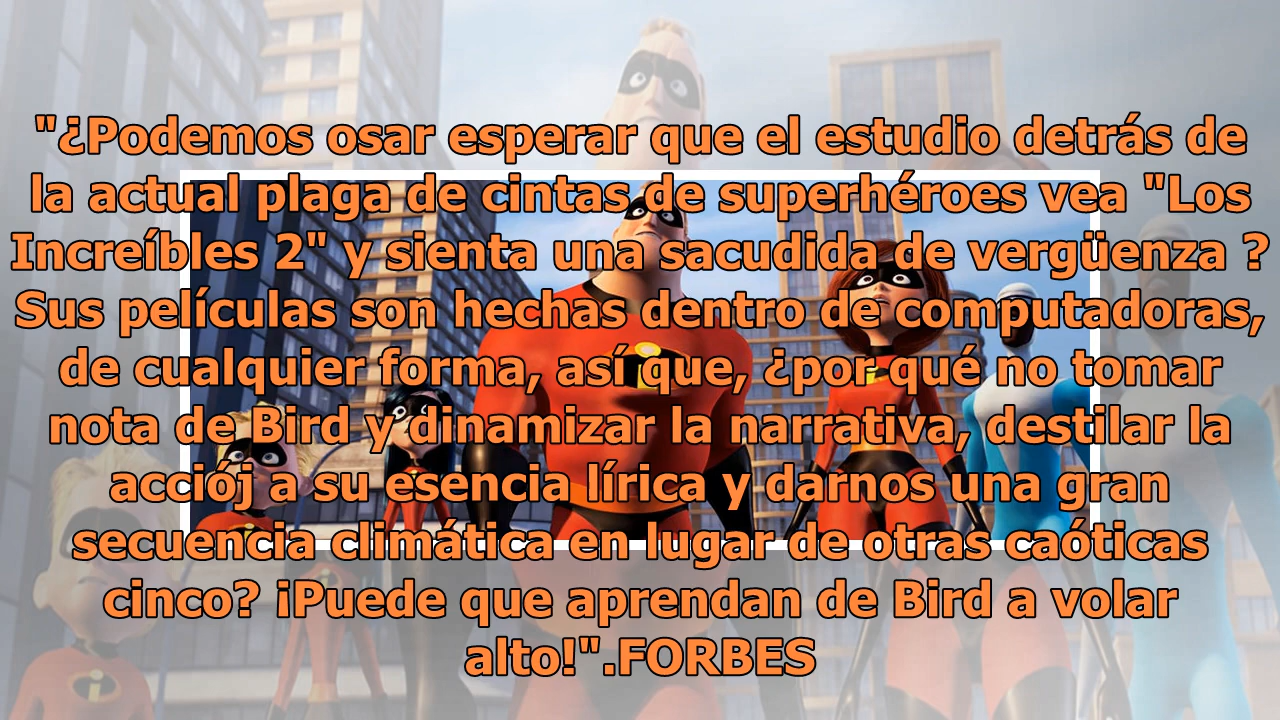 "¿Podemos osar esperar que el estudio detrás de
la actual plaga de cintas de superhéroes vea "Los
Increíbles 2" y sienta una sacudida de vergüenza ?
Sus películas son hechas dentro de computadoras,
de cualquier forma, así que, ¿por qué no tomar
nota de Bird y dinamizar la narrativa, destilar la
acciój a su esencia lírica y darnos una gran
secuencia climática en lugar de otras caóticas
cinco? ¡Puede que aprendan de Bird a volar
alto!".FORBES